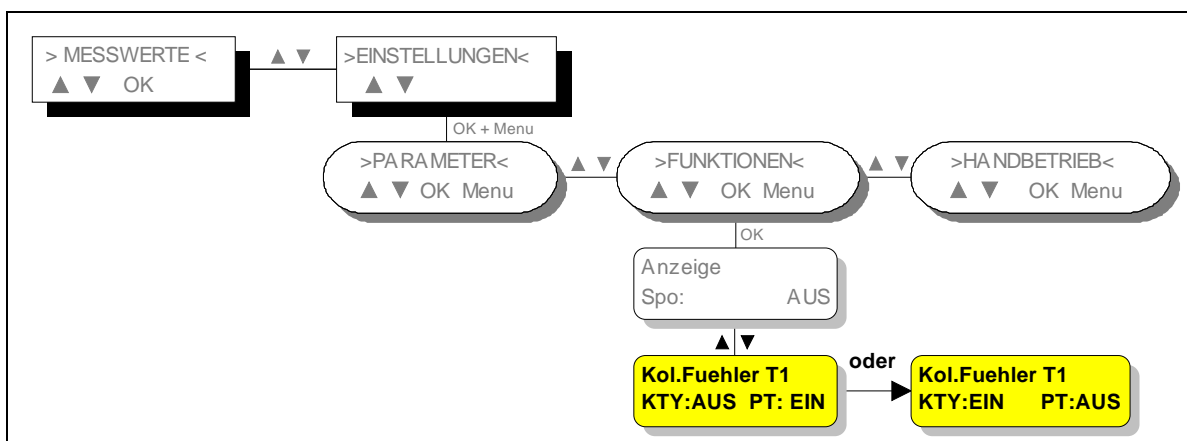 > MESSWERTE <
▲ ▼ OK
▲ ▼
>EINSTELLUNGEN<
▲ ▼
OK + Menu
>PARAMETER<
▲ ▼ OK Menu
▲ ▼
>FUNKTIONEN<
▲ ▼ OK Menu
▲ ▼
>HANDBETRIEB<
▲ ▼ OK Menu
OK
Anzeige
Spo: AUS
▲ ▼
Kol.Fuehler T1
KTY:AUS PT: EIN
oder
Kol.Fuehler T1
KTY:EIN PT:AUS